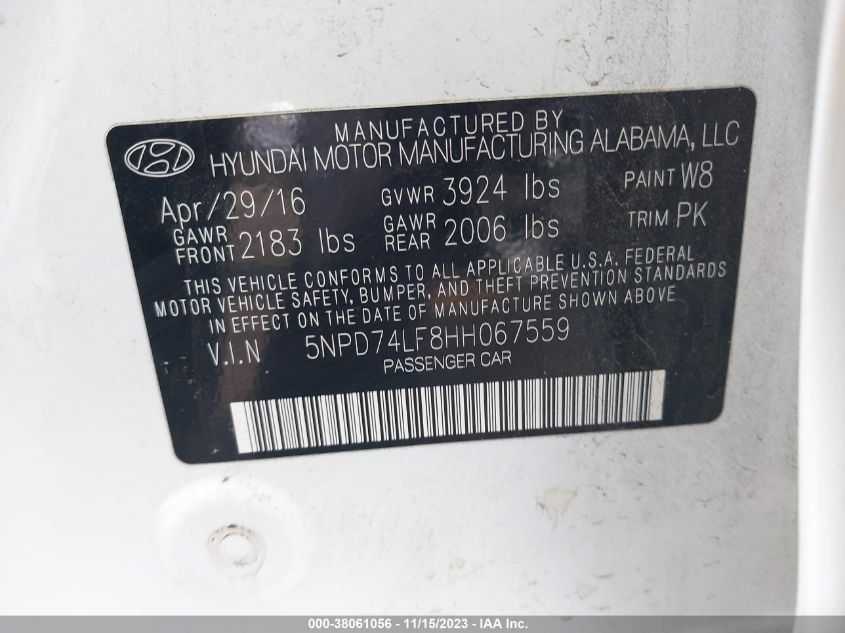 MANUFACTURED BY
HYUNDAI MOTOR MANUFACTURING ALABAMA, LLC
Apr/29/16 GVWR 3924 lbs PAINT W8
GAWR FRONT 2183 lbs GAWR REAR 2006 lbs TRIM PK
THIS VEHICLE CONFORMS TO ALL APPLICABLE U.S.A. FEDERAL
MOTOR VEHICLE SAFETY, BUMPER, AND THEFT PREVENTION STANDARDS
IN EFFECT ON THE DATE OF MANUFACTURE SHOWN ABOVE
V.I.N 5NPD74LF8HH067559
PASSENGER CAR
000-38061056 - 11/15/2023 - IAA Inc.